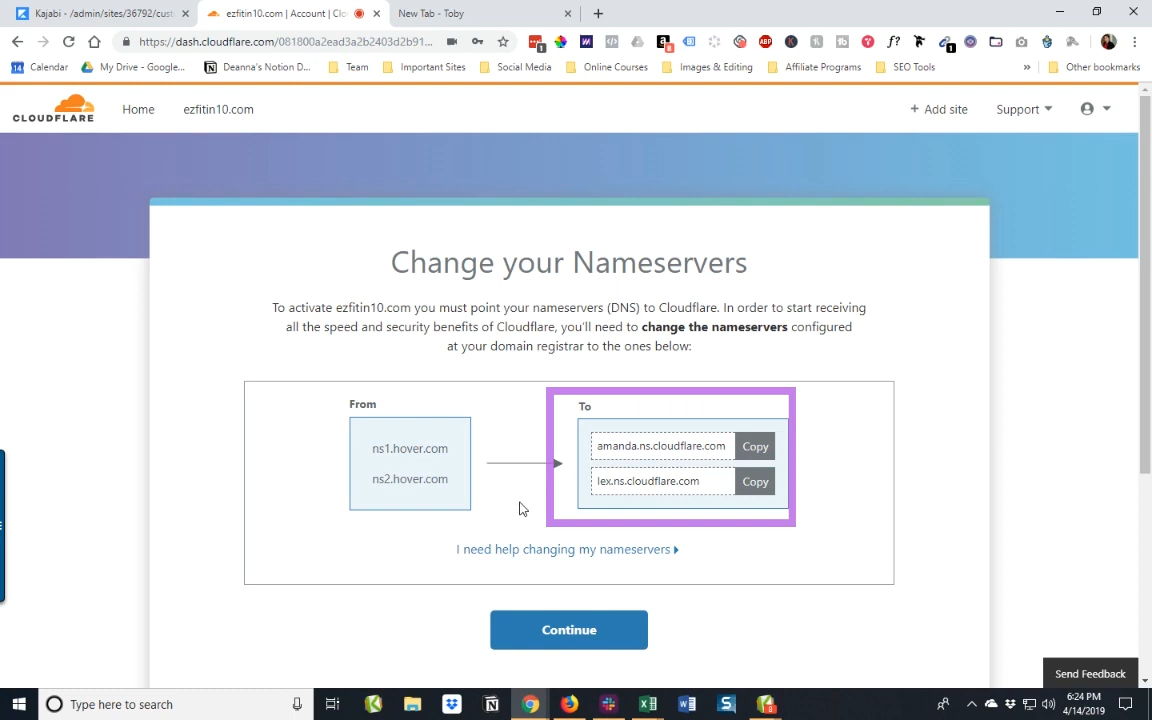 Kajabi - /admin/sites/36792/cust
ezfitin10.com | Account | Clo
New Tab - Toby
https://dash.cloudflare.com/081800a2ead3a2b2403d2b91...
Calendar
My Drive - Google...
Deanna's Notion D...
Team
Important Sites
Social Media
Online Courses
Images & Editing
Affiliate Programs
SEO Tools
»
Other bookmarks
CLOUDFLARE
Home
ezfitin10.com
+ Add site
Support
Change your Nameservers
To activate ezfitin10.com you must point your nameservers (DNS) to Cloudflare. In order to start receiving
all the speed and security benefits of Cloudflare, you'll need to change the nameservers configured
at your domain registrar to the ones below:
From
ns1.hover.com
ns2.hover.com
To
amanda.ns.cloudflare.com Copy
lex.ns.cloudflare.com Copy
I need help changing my nameservers
Continue
Send Feedback
Type here to search
6:24 PM
4/14/2019